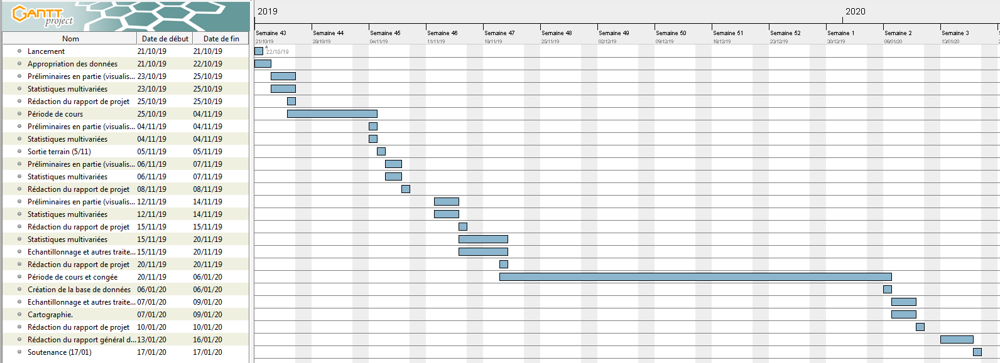 GANTT
project
2019
2020
Semaine 43 Semaine 44 Semaine 45 Semaine 46 Semaine 47 Semaine 48 Semaine 49 Semaine 50 Semaine 51 Semaine 52 Semaine 1 Semaine 2 Semaine 3
21/10/19 28/10/19 04/11/19 11/11/19 18/11/19 25/11/19 02/12/19 09/12/19 16/12/19 23/12/19 30/12/19 06/01/20 13/01/20
Nom Date de début Date de fin
Lancement 21/10/19 21/10/19 22/10/19
Appropriation des données 21/10/19 22/10/19
Préliminaires en partie (visualis... 23/10/19 25/10/19
Statistiques multivariées 23/10/19 25/10/19
Rédaction du rapport de projet 25/10/19 25/10/19
Période de cours 25/10/19 04/11/19
Préliminaires en partie (visualis... 04/11/19 04/11/19
Statistiques multivariées 04/11/19 04/11/19
Sortie terrain (5/11) 05/11/19 05/11/19
Préliminaires en partie (visualis... 06/11/19 07/11/19
Statistiques multivariées 06/11/19 07/11/19
Rédaction du rapport de projet 08/11/19 08/11/19
Préliminaires en partie (visualis... 12/11/19 14/11/19
Statistiques multivariées 12/11/19 14/11/19
Rédaction du rapport de projet 15/11/19 15/11/19
Statistiques multivariées 15/11/19 20/11/19
Echantillonnage et autres traite... 15/11/19 20/11/19
Rédaction du rapport de projet 20/11/19 20/11/19
Période de cours et congée 20/11/19 06/01/20
Création de la base de données 06/01/20 06/01/20
Echantillonnage et autres traite... 07/01/20 09/01/20
Cartographie. 07/01/20 09/01/20
Rédaction du rapport de projet 10/01/20 10/01/20
Rédaction du rapport général d... 13/01/20 16/01/20
Soutenance (17/01) 17/01/20 17/01/20